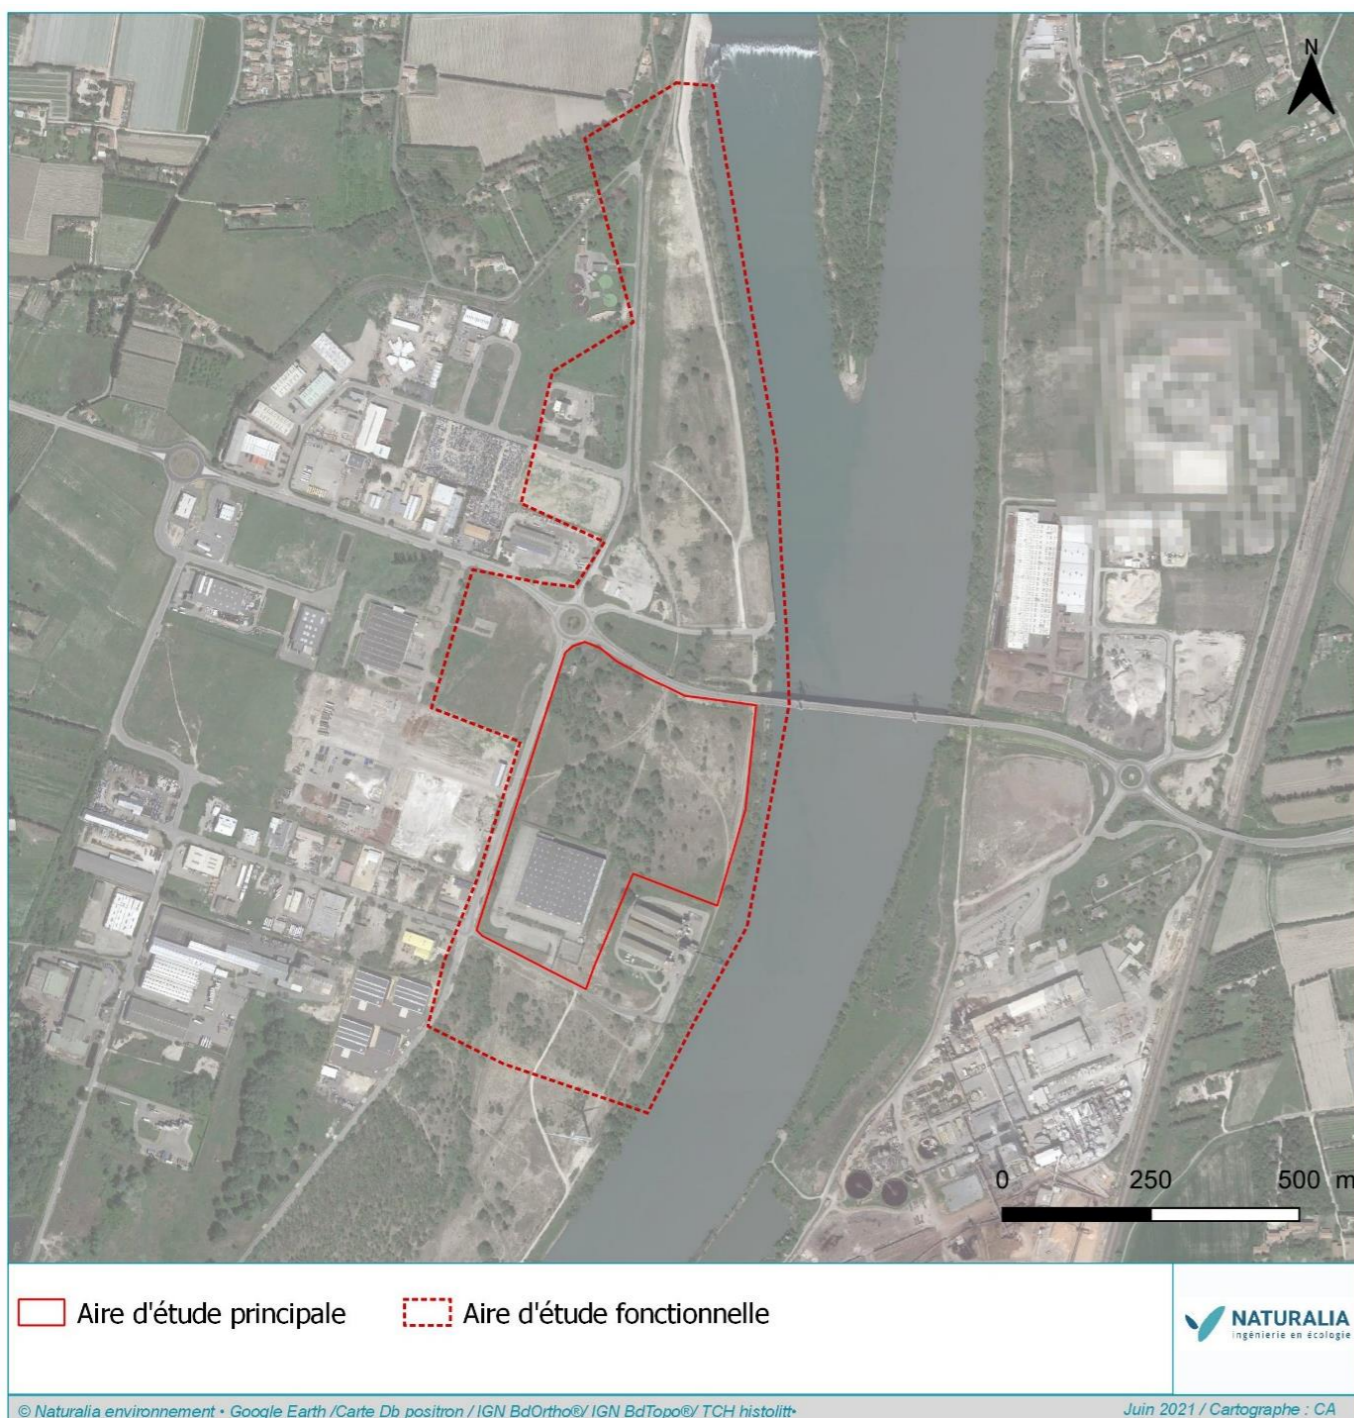 N
0 250 500 m
Aire d'étude principale
Aire d'étude fonctionnelle
NATURALIA
ingénierie en écologie
© Naturalia environnement • Google Earth /Carte Db positron / IGN BdOrtho®/ IGN BdTopo®/ TCH histolitt•
Juin 2021 / Cartographe : CA